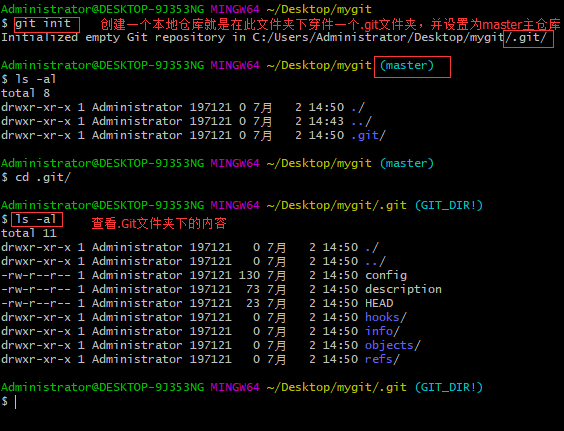 Administrator@DESKTOP-9J353NG MINGW64 ~/Desktop/mygit
$ git init 创建一个本地仓库就是在此文件夹下穿件一个.git文件夹，并设置为master主仓库
Initialized empty Git repository in C:/Users/Administrator/Desktop/mygit/.git/
Administrator@DESKTOP-9J353NG MINGW64 ~/Desktop/mygit (master)
$ ls -al
total 8
drwxr-xr-x 1 Administrator 197121 0 7月 2 14:50 ./
drwxr-xr-x 1 Administrator 197121 0 7月 2 14:43 ../
drwxr-xr-x 1 Administrator 197121 0 7月 2 14:50 .git/
Administrator@DESKTOP-9J353NG MINGW64 ~/Desktop/mygit (master)
$ cd .git/
Administrator@DESKTOP-9J353NG MINGW64 ~/Desktop/mygit/.git (GIT_DIR!)
$ ls -al 查看.Git文件夹下的内容
total 11
drwxr-xr-x 1 Administrator 197121 0 7月 2 14:50 ./
drwxr-xr-x 1 Administrator 197121 0 7月 2 14:50 ../
-rw-r--r-- 1 Administrator 197121 130 7月 2 14:50 config
-rw-r--r-- 1 Administrator 197121 73 7月 2 14:50 description
-rw-r--r-- 1 Administrator 197121 23 7月 2 14:50 HEAD
drwxr-xr-x 1 Administrator 197121 0 7月 2 14:50 hooks/
drwxr-xr-x 1 Administrator 197121 0 7月 2 14:50 info/
drwxr-xr-x 1 Administrator 197121 0 7月 2 14:50 objects/
drwxr-xr-x 1 Administrator 197121 0 7月 2 14:50 refs/
Administrator@DESKTOP-9J353NG MINGW64 ~/Desktop/mygit/.git (GIT_DIR!)
$